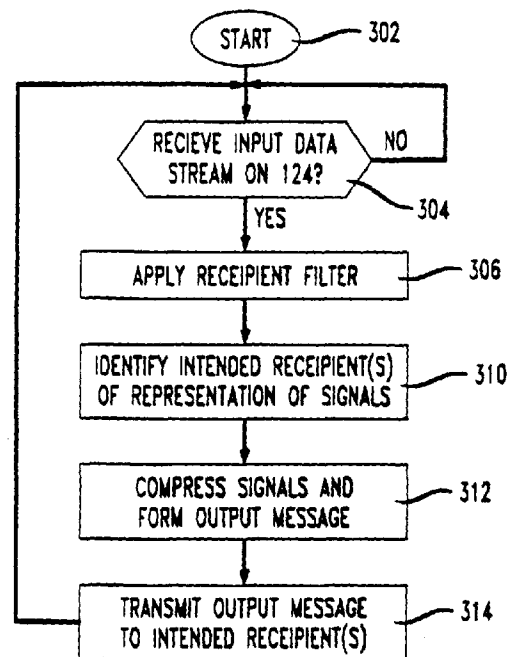 START
302
RECIEVE INPUT DATA
STREAM ON 124?
NO
304
YES
APPLY RECEIPIENT FILTER
306
IDENTIFY INTENDED RECEIPIENT(S)
OF REPRESENTATION OF SIGNALS
310
COMPRESS SIGNALS AND
FORM OUTPUT MESSAGE
312
TRANSMIT OUTPUT MESSAGE
TO INTENDED RECEIPIENT(S)
314